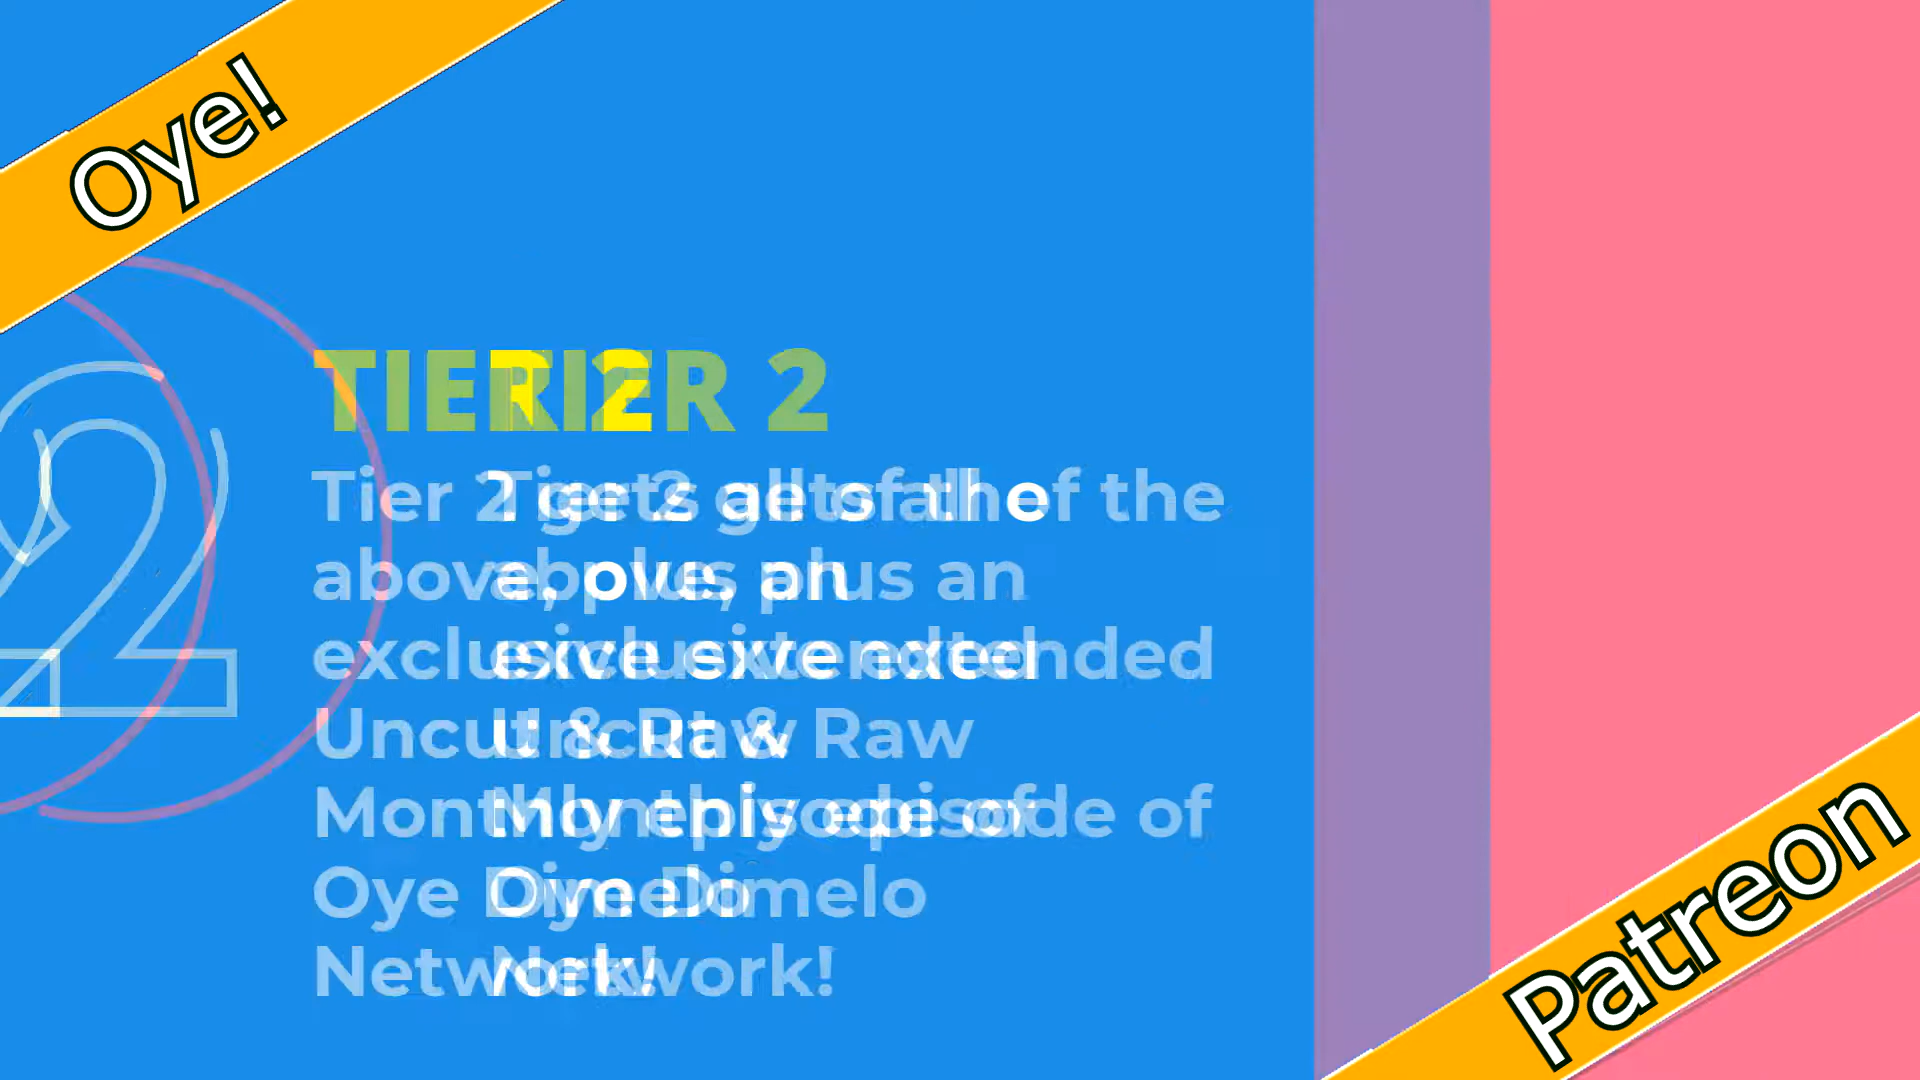 Oye!
2
TIER 2
Tier 2 gets all of the
above, plus an
exclusive extended
Uncut & Raw
Monthly episode of
Oye Dimelo
Network!
Patreon